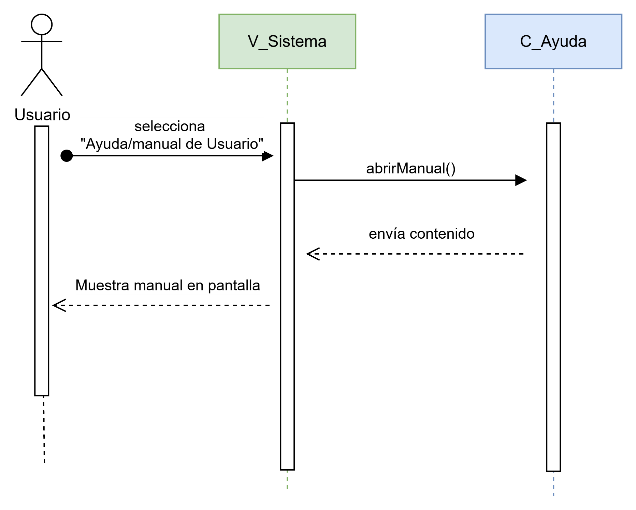 V_Sistema
C_Ayuda
Usuario
selecciona
"Ayuda/manual de Usuario"
abrirManual()
envía contenido
Muestra manual en pantalla